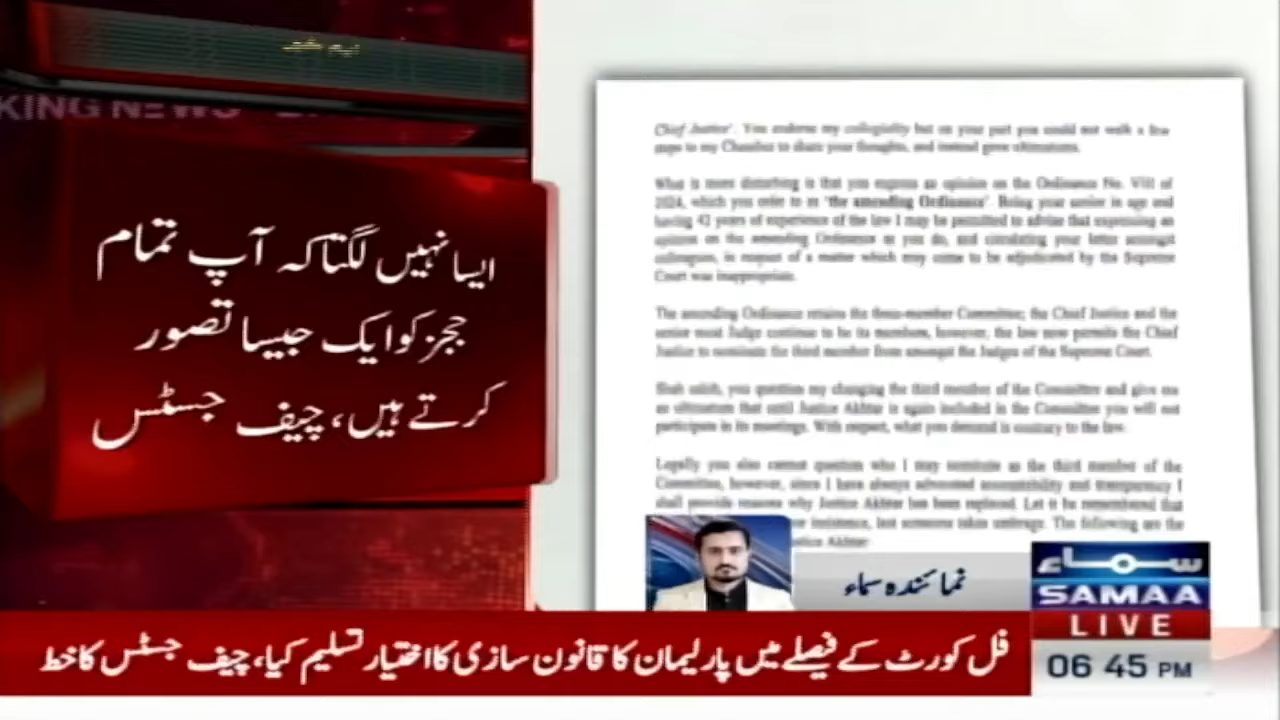 KING NEWS
ایسا نہیں لگتا کہ آپ تمام
ججز کو ایک جیسا تصور
کرتے ہیں، چیف جسٹس
Chief Justice'. You endorse my collegiality but on your part you could not walk a few
steps to my Chamber to share your thoughts, and instead gave ultimatums.
What is more disturbing is that you express an opinion on the Ordinance No. VIII of
2024, which you refer to as 'the amending Ordinance'. Being your senior in age and
having 42 years of experience of the law I may be permitted to advise that expressing an
opinion on the amending Ordinance as you do, and circulating your letter amongst
colleagues, in respect of a matter which may come to be adjudicated by the Supreme
Court was inappropriate.
The amending Ordinance retains the three-member Committee; the Chief Justice and the
senior most Judge continue to be its members, however, the law now permits the Chief
Justice to nominate the third member from amongst the Judges of the Supreme Court.
Shah sahib, you question my changing the third member of the Committee and give me
an ultimatum that until Justice Akhtar is again included in the Committee you will not
participate in its meetings. With respect, what you demand is contrary to the law.
Legally you also cannot question who I may nominate as the third member of the
Committee, however, since I have always advocated accountability and transparency I
shall provide reasons why Justice Akhtar has been replaced. Let it be remembered that
insistence, lest someone takes umbrage. The following are the
Justice Akhtar:
نمائندہ سماء
سماء
SAMAA
LIVE
06 45 PM
فل کورٹ کے فیصلے میں پارلیمان کا قانون سازی کا اختیار تسلیم کیا، چیف جسٹس کا خط